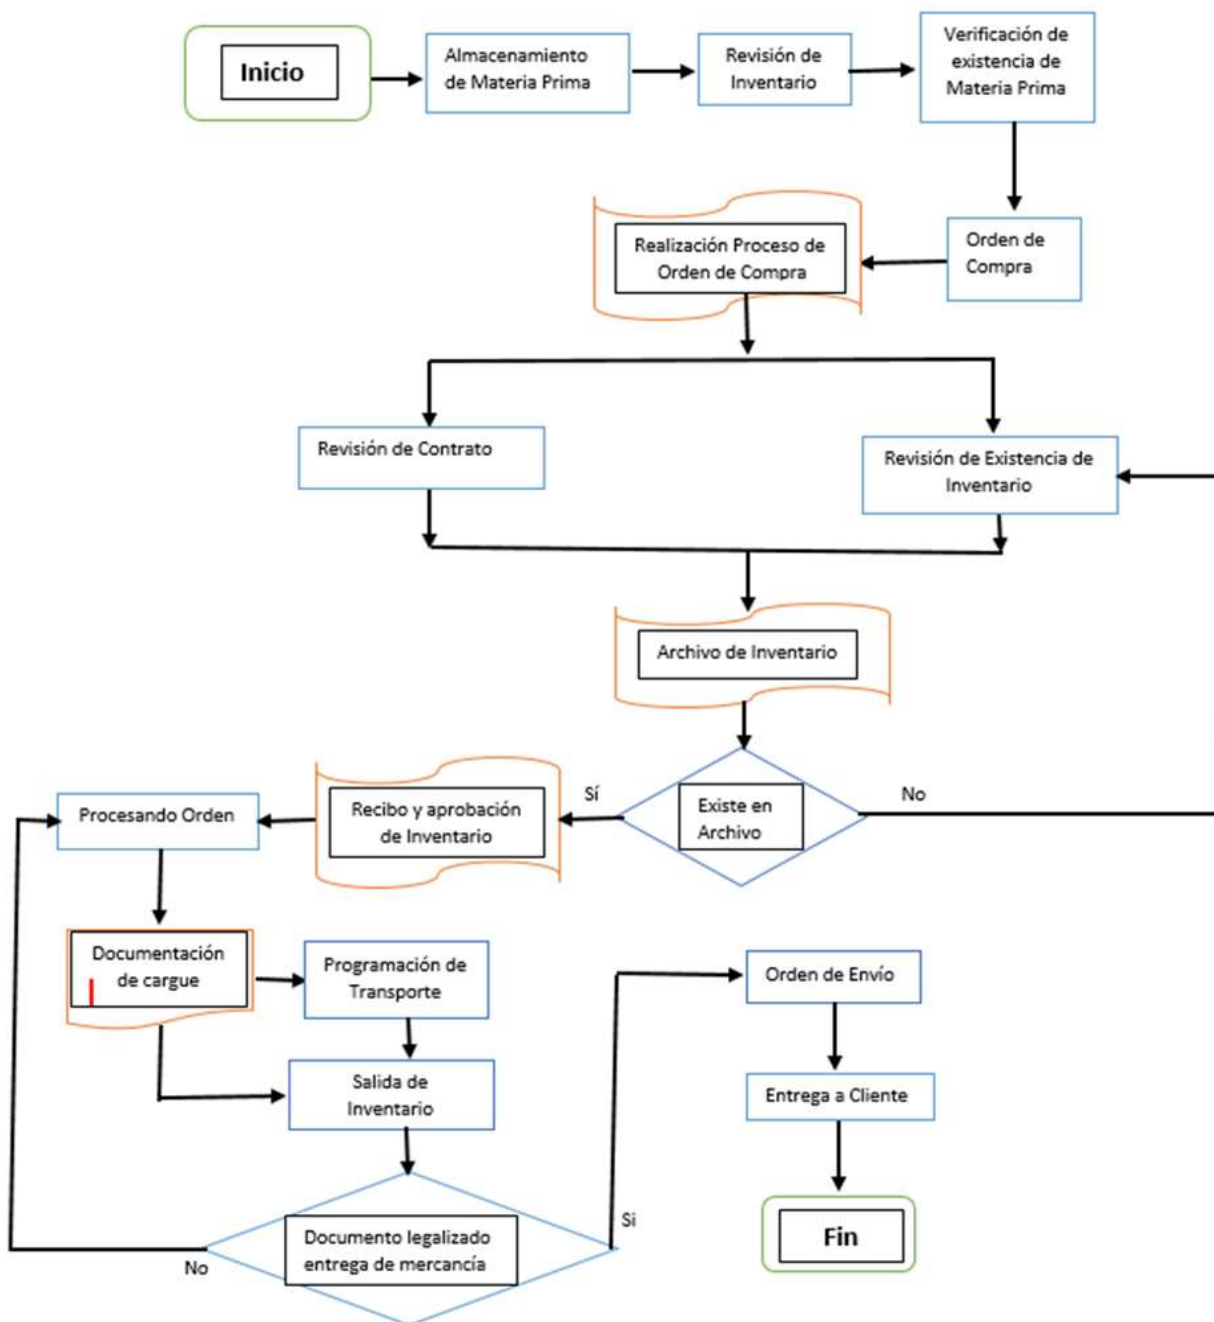 Inicio
Almacenamiento
de Materia Prima
Revisión de
Inventario
Verificación de
existencia de
Materia Prima
Orden de
Compra
Realización Proceso de
Orden de Compra
Revisión de Contrato
Revisión de Existencia de
Inventario
Archivo de Inventario
Existe en
Archivo
No
Sí
Recibo y aprobación
de Inventario
Procesando Orden
Documentación
de cargue
Programación de
Transporte
Salida de
Inventario
Documento legalizado
entrega de mercancía
No
Si
Orden de Envío
Entrega a Cliente
Fin